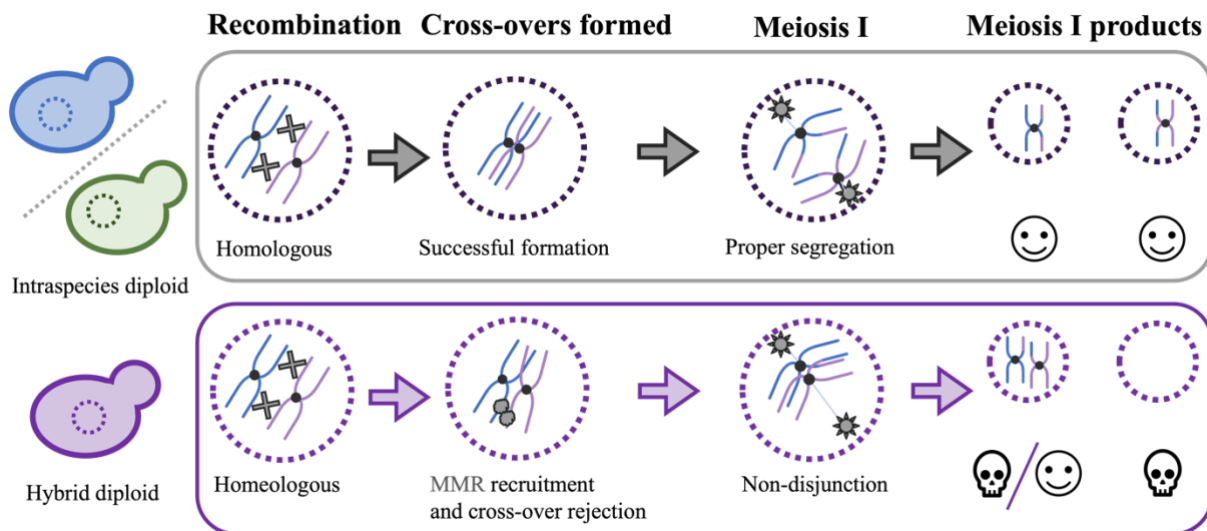 Recombination Cross-overs formed Meiosis I Meiosis I products
Homologous Successful formation Proper segregation
Intraspecies diploid
Homeologous MMR recruitment Non-disjunction
and cross-over rejection
Hybrid diploid